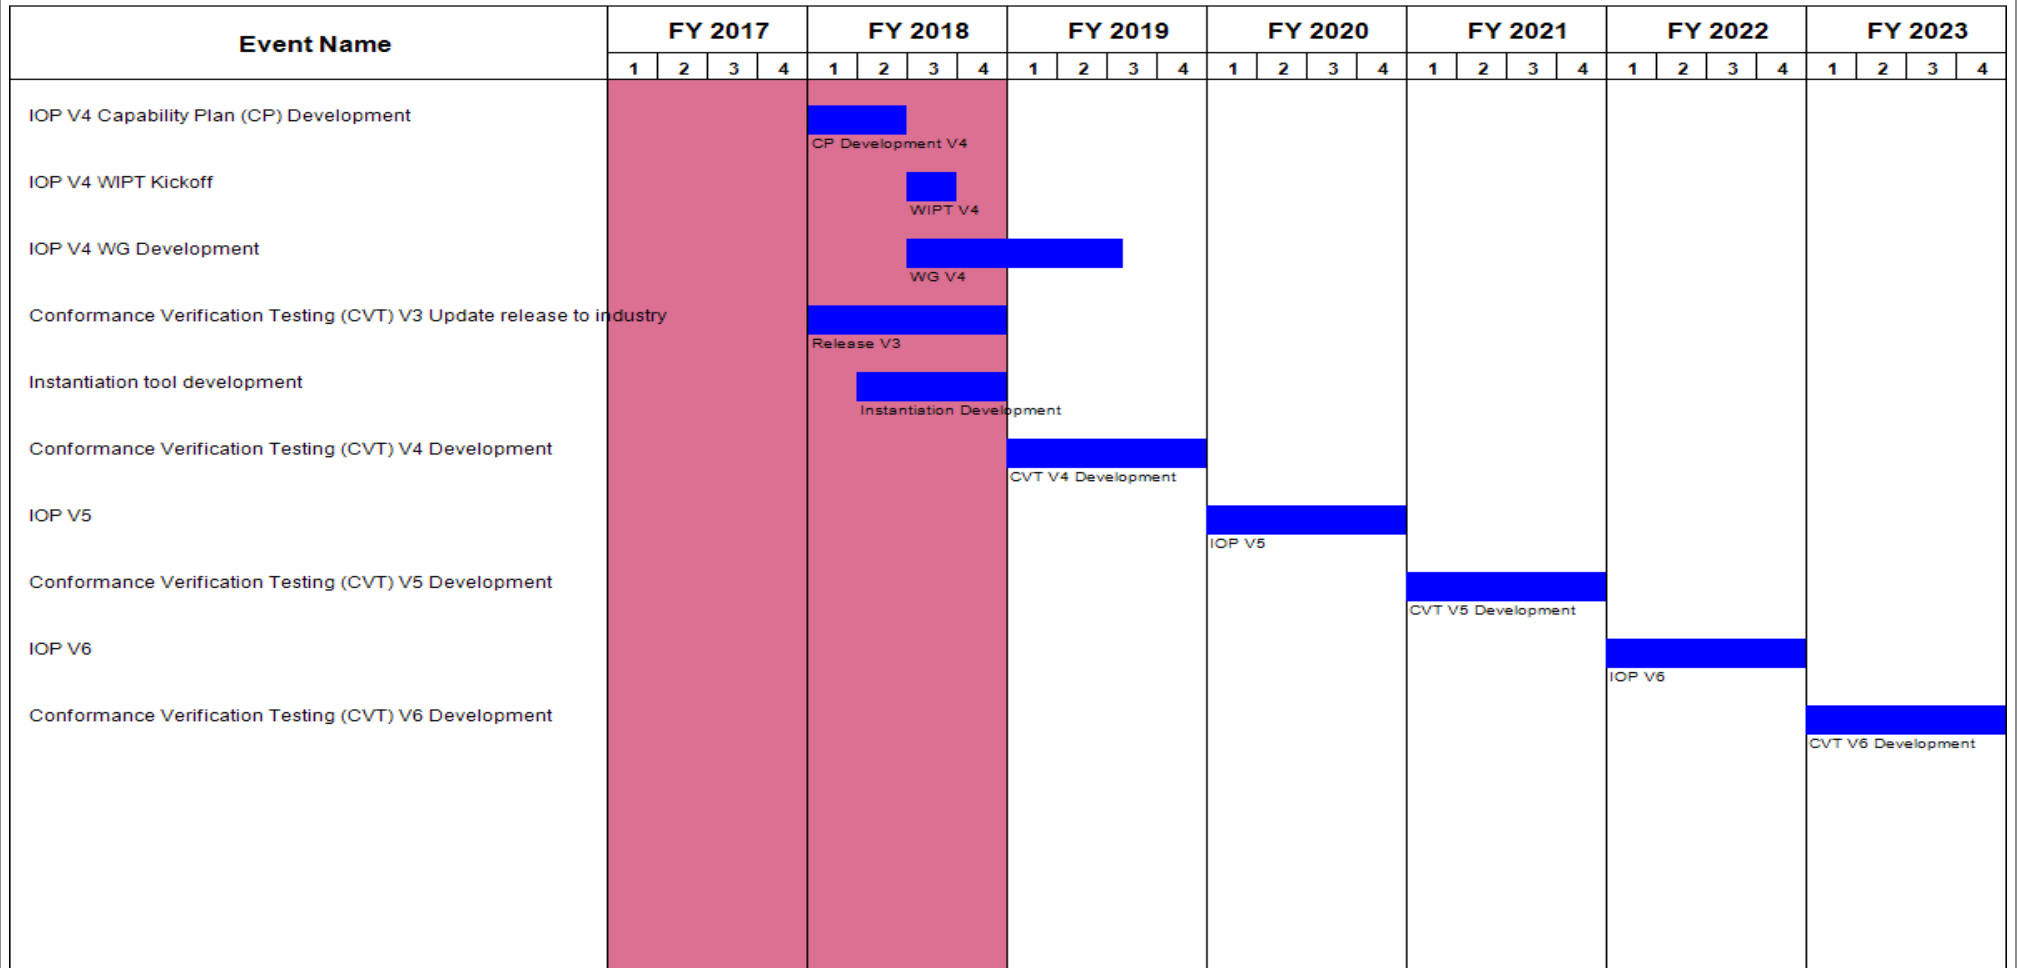 Event Name
FY 2017 FY 2018 FY 2019 FY 2020 FY 2021 FY 2022 FY 2023
1 2 3 4 1 2 3 4 1 2 3 4 1 2 3 4 1 2 3 4 1 2 3 4 1 2 3 4
IOP V4 Capability Plan (CP) Development
CP Development V4
IOP V4 WIPT Kickoff
WIPT V4
IOP V4 WG Development
WG V4
Conformance Verification Testing (CVT) V3 Update release to industry
Release V3
Instantiation tool development
Instantiation Development
Conformance Verification Testing (CVT) V4 Development
CVT V4 Development
IOP V5
IOP V5
Conformance Verification Testing (CVT) V5 Development
CVT V5 Development
IOP V6
IOP V6
Conformance Verification Testing (CVT) V6 Development
CVT V6 Development